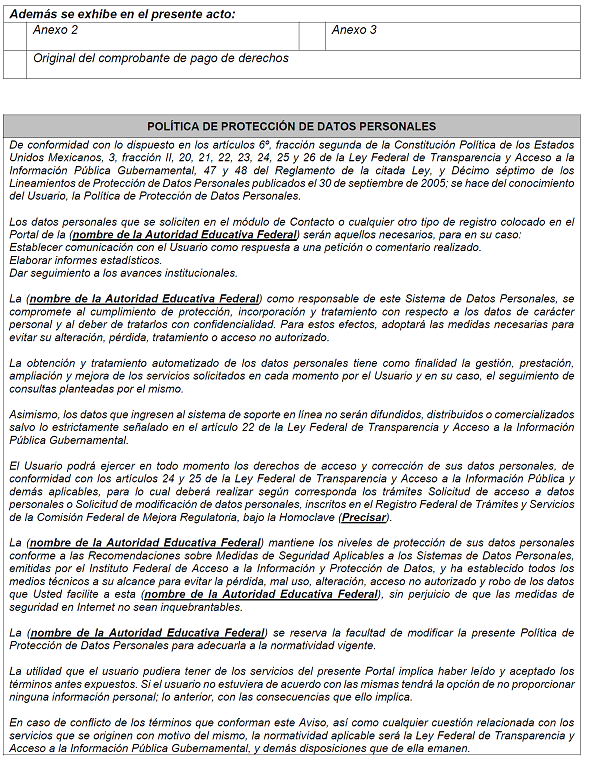 Además se exhibe en el presente acto:
Anexo 2
Anexo 3
Original del comprobante de pago de derechos
POLÍTICA DE PROTECCIÓN DE DATOS PERSONALES
De conformidad con lo dispuesto en los artículos 6º, fracción segunda de la Constitución Política de los Estados
Unidos Mexicanos, 3, fracción II, 20, 21, 22, 23, 24, 25 y 26 de la Ley Federal de Transparencia y Acceso a la
Información Pública Gubernamental, 47 y 48 del Reglamento de la citada Ley, y Décimo séptimo de los
Lineamientos de Protección de Datos Personales publicados el 30 de septiembre de 2005; se hace del conocimiento
del Usuario, la Política de Protección de Datos Personales.
Los datos personales que se soliciten en el módulo de Contacto o cualquier otro tipo de registro colocado en el
Portal de la (nombre de la Autoridad Educativa Federal) serán aquellos necesarios, para en su caso:
Establecer comunicación con el Usuario como respuesta a una petición o comentario realizado.
Elaborar informes estadísticos.
Dar seguimiento a los avances institucionales.
La (nombre de la Autoridad Educativa Federal) como responsable de este Sistema de Datos Personales, se
compromete al cumplimiento de protección, incorporación y tratamiento con respecto a los datos de carácter
personal y al deber de tratarlos con confidencialidad. Para estos efectos, adoptará las medidas necesarias para
evitar su alteración, pérdida, tratamiento o acceso no autorizado.
La obtención y tratamiento automatizado de los datos personales tiene como finalidad la gestión, prestación,
ampliación y mejora de los servicios solicitados en cada momento por el Usuario y en su caso, el seguimiento de
consultas planteadas por el mismo.
Asimismo, los datos que ingresen al sistema de soporte en línea no serán difundidos, distribuidos o comercializados
salvo lo estrictamente señalado en el artículo 22 de la Ley Federal de Transparencia y Acceso a la Información
Pública Gubernamental.
El Usuario podrá ejercer en todo momento los derechos de acceso y corrección de sus datos personales, de
conformidad con los artículos 24 y 25 de la Ley Federal de Transparencia y Acceso a la Información Pública y
demás aplicables, para lo cual deberá realizar según corresponda los trámites Solicitud de acceso a datos
personales o Solicitud de modificación de datos personales, inscritos en el Registro Federal de Trámites y Servicios
de la Comisión Federal de Mejora Regulatoria, bajo la Homoclave (Precisar).
La (nombre de la Autoridad Educativa Federal) mantiene los niveles de protección de sus datos personales
conforme a las Recomendaciones sobre Medidas de Seguridad Aplicables a los Sistemas de Datos Personales,
emitidas por el Instituto Federal de Acceso a la Información y Protección de Datos, y ha establecido todos los
medios técnicos a su alcance para evitar la pérdida, mal uso, alteración, acceso no autorizado y robo de los datos
que Usted facilite a esta (nombre de la Autoridad Educativa Federal), sin perjuicio de que las medidas de
seguridad en Internet no sean inquebrantables.
La (nombre de la Autoridad Educativa Federal) se reserva la facultad de modificar la presente Política de
Protección de Datos Personales para adecuarla a la normatividad vigente.
La utilidad que el usuario pudiera tener de los servicios del presente Portal implica haber leído y aceptado los
términos antes expuestos. Si el usuario no estuviera de acuerdo con las mismas tendrá la opción de no proporcionar
ninguna información personal; lo anterior, con las consecuencias que ello implica.
En caso de conflicto de los términos que conforman este Aviso, así como cualquier cuestión relacionada con los
servicios que se originen con motivo del mismo, la normatividad aplicable será la Ley Federal de Transparencia y
Acceso a la Información Pública Gubernamental, y demás disposiciones que de ella emanen.